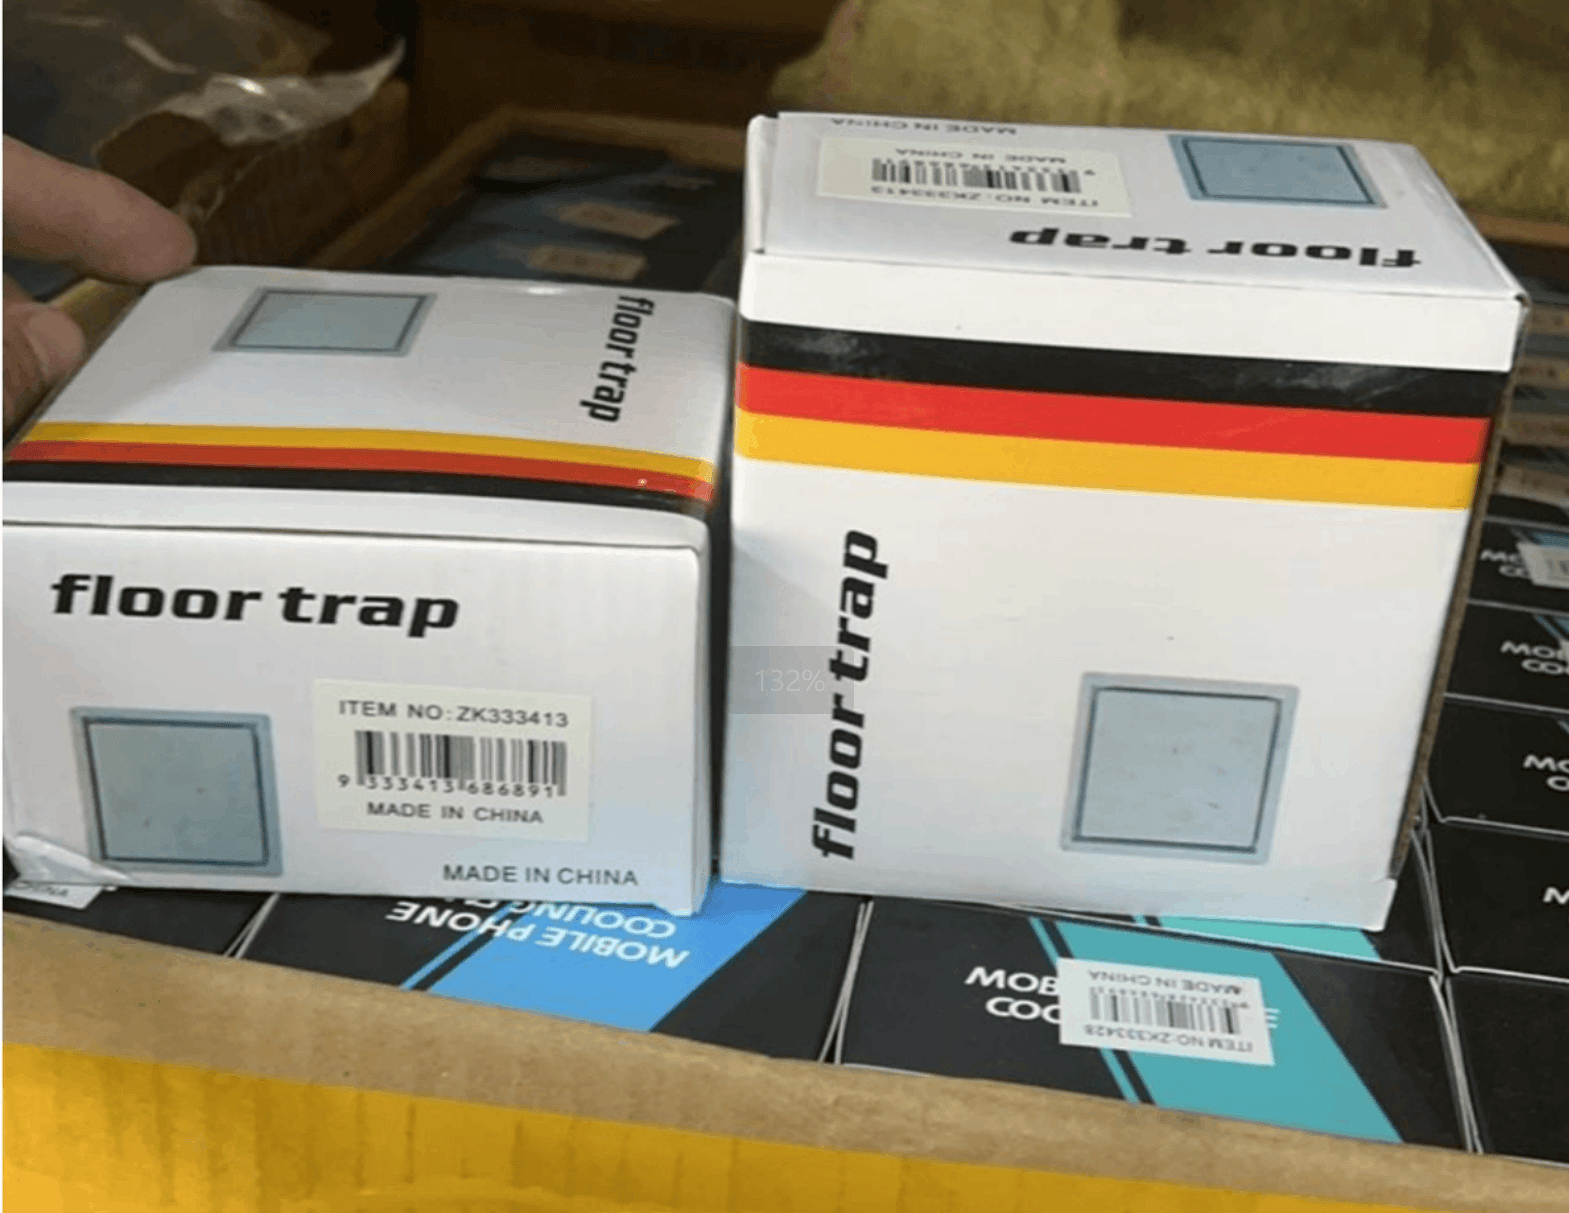 MADE IN CHINA
MADE IN CHINA
ITEM NO:ZK333413
floor trap
floor trap
floor trap
ITEM NO:ZK333413
9 333413 686891
MADE IN CHINA
MADE IN CHINA
floor trap
132%
MOBILE PHONE
COOLING
MOB
COO
MADE IN CHINA
ITEM NO:ZK333428